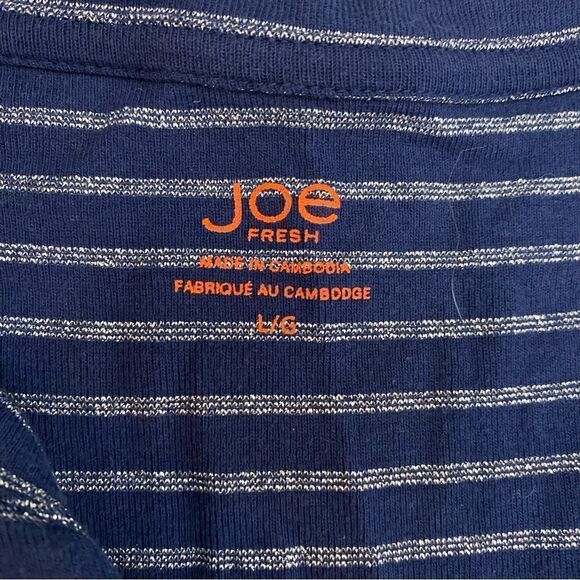 Joe
FRESH
MADE IN CAMBODIA
FABRIQUÉ AU CAMBODGE
L/G